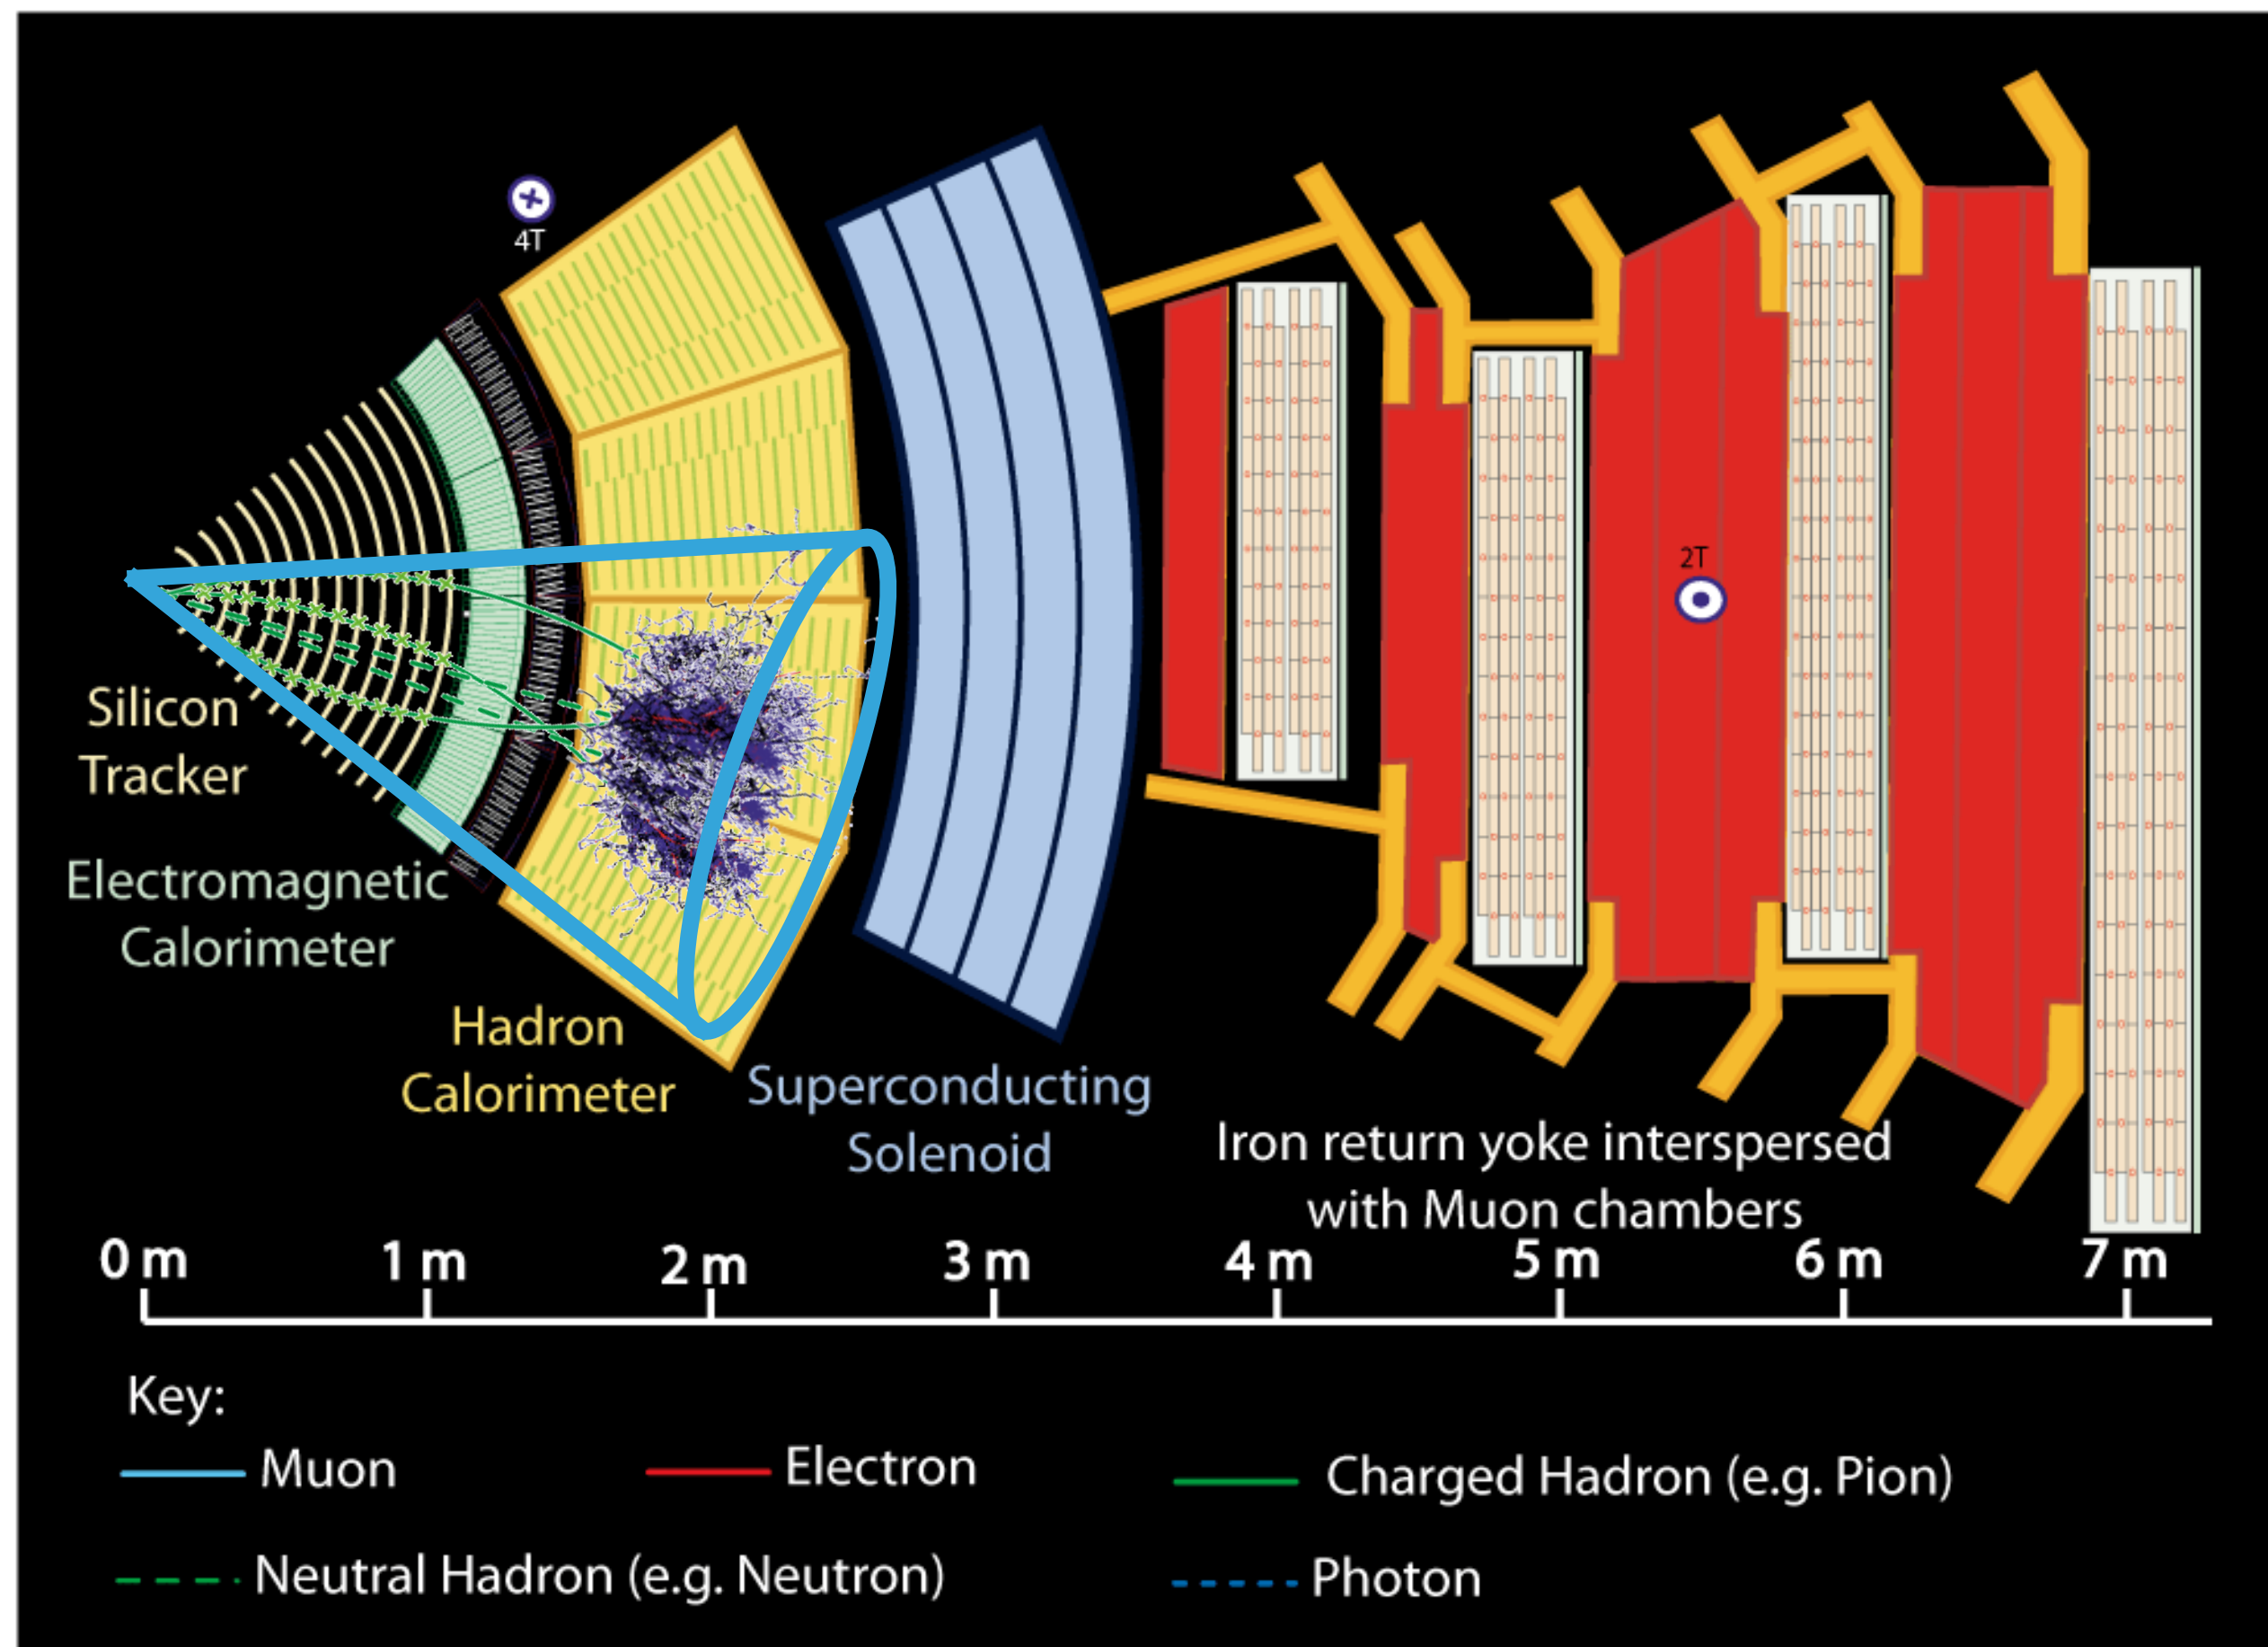 4T
2T
Silicon
Tracker
Electromagnetic
Calorimeter
Hadron
Calorimeter
Superconducting
Solenoid
Iron return yoke interspersed
with Muon chambers
0 m 1 m 2 m 3 m 4 m 5 m 6 m 7 m
Key:
Muon Electron Charged Hadron (e.g. Pion)
Neutral Hadron (e.g. Neutron) Photon